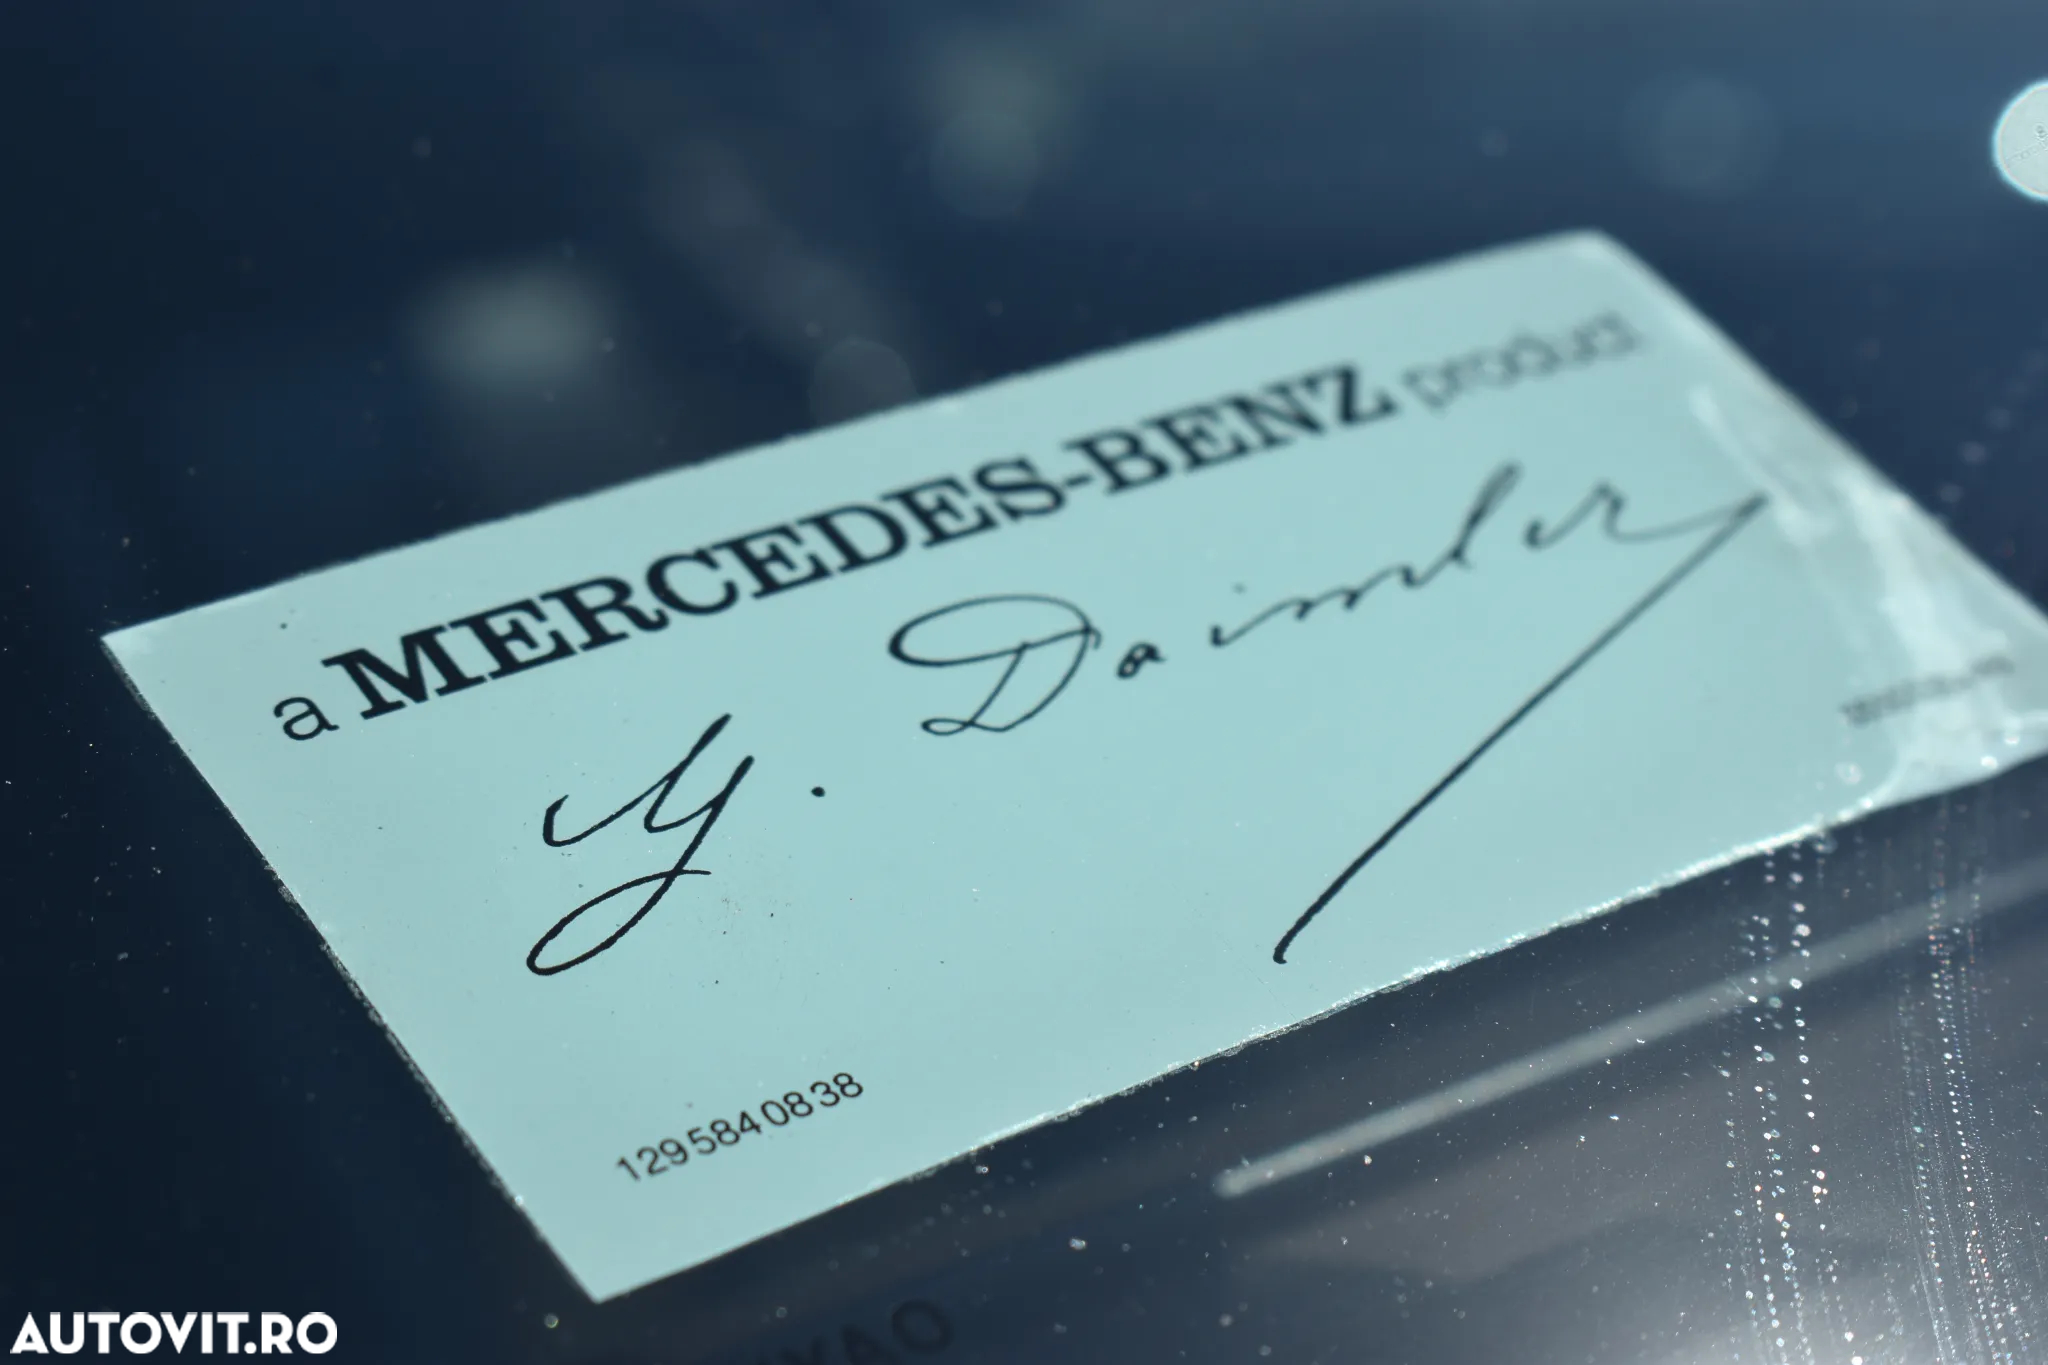 a MERCEDES-BENZ product
G. Daimler
1295840838
AUTOVIT.RO